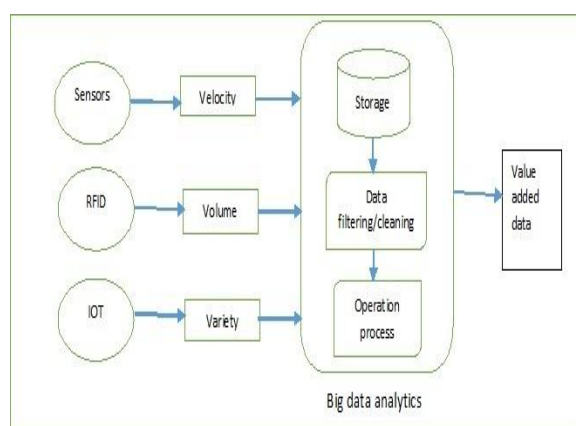 Sensors
Velocity
Storage
RFID
Volume
Data
filtering/cleaning
Value
added
data
IOT
Variety
Operation
process
Big data analytics